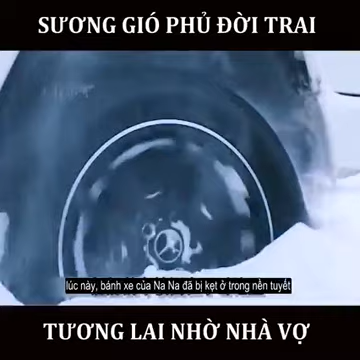 SƯƠNG GIÓ PHỦ ĐỜI TRAI
lúc này, bánh xe của Na Na đã bị kẹt ở trong nền tuyết
TƯƠNG LAI NHỜ NHÀ VỢ